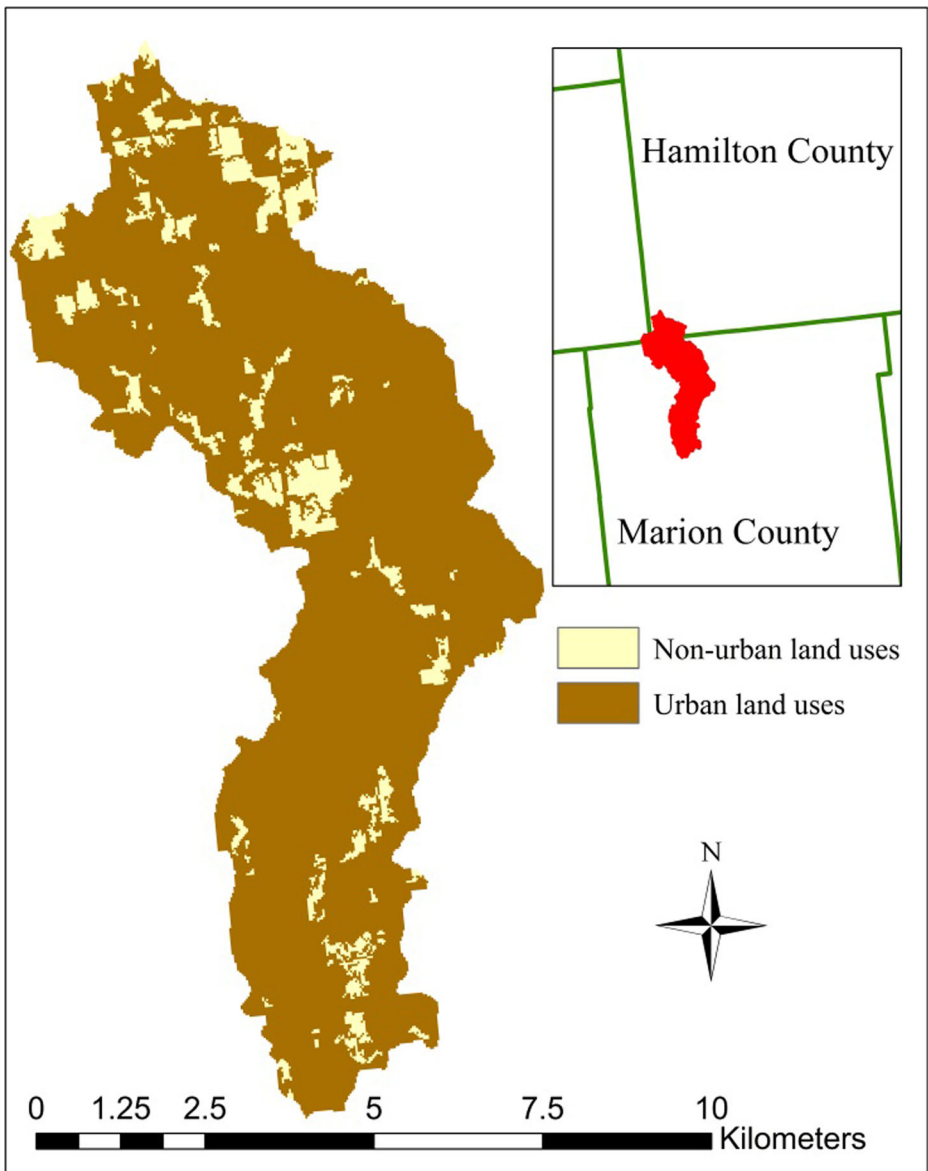 Hamilton County
Marion County
Non-urban land uses
Urban land uses
N
0 1.25 2.5 5 7.5 10
Kilometers